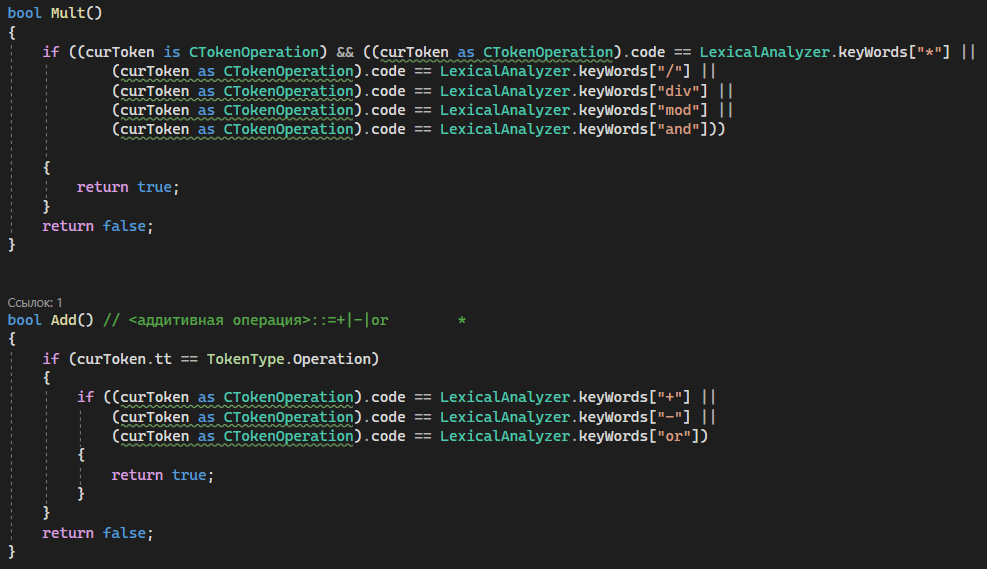 bool Mult()
{
    if ((curToken is CTokenOperation) && ((curToken as CTokenOperation).code == LexicalAnalyzer.keyWords["*"] ||
            (curToken as CTokenOperation).code == LexicalAnalyzer.keyWords["/"] ||
            (curToken as CTokenOperation).code == LexicalAnalyzer.keyWords["div"] ||
            (curToken as CTokenOperation).code == LexicalAnalyzer.keyWords["mod"] ||
            (curToken as CTokenOperation).code == LexicalAnalyzer.keyWords["and"]))
    {
        return true;
    }
    return false;
}
Ссылок: 1
bool Add() // <аддитивная операция>::=+|-|or        *
{
    if (curToken.tt == TokenType.Operation)
    {
        if ((curToken as CTokenOperation).code == LexicalAnalyzer.keyWords["+"] ||
            (curToken as CTokenOperation).code == LexicalAnalyzer.keyWords["-"] ||
            (curToken as CTokenOperation).code == LexicalAnalyzer.keyWords["or"])
        {
            return true;
        }
    }
    return false;
}